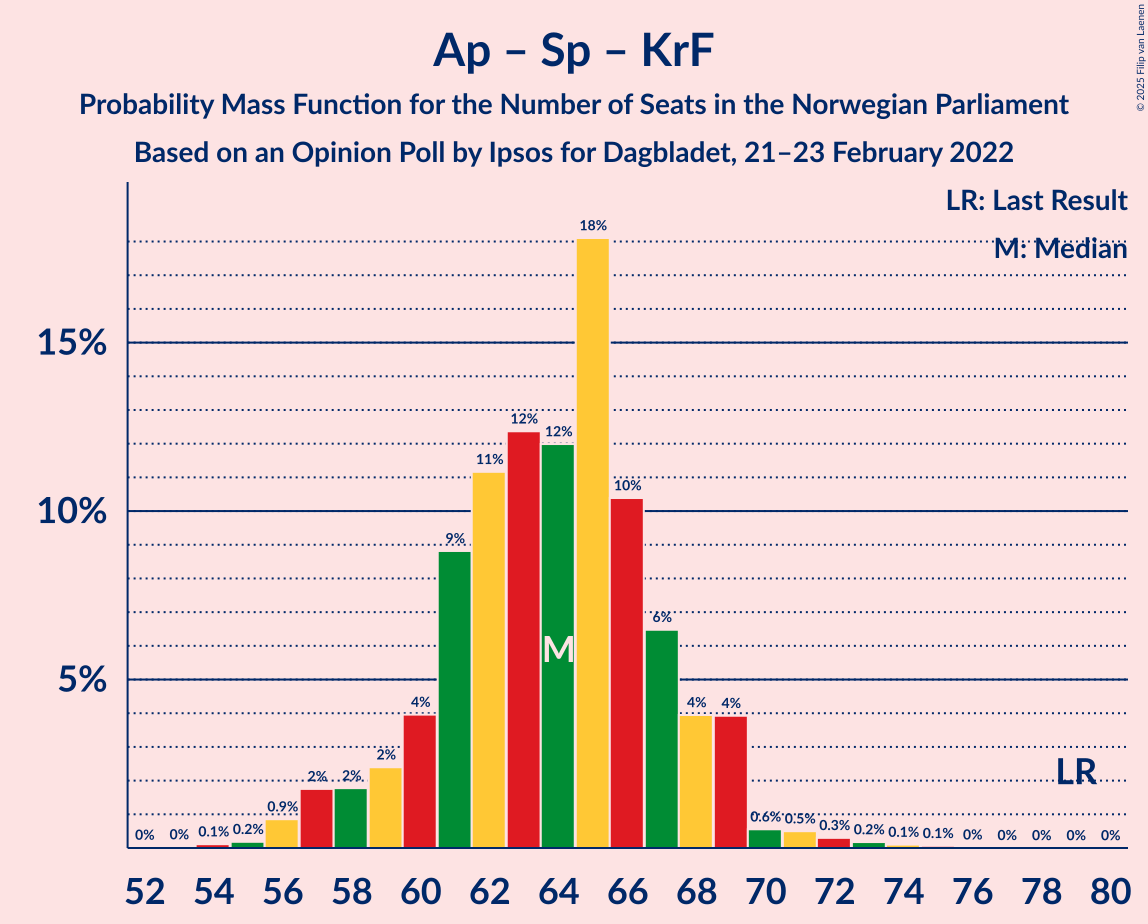 Ap – Sp – KrF
Probability Mass Function for the Number of Seats in the Norwegian Parliament
Based on an Opinion Poll by Ipsos for Dagbladet, 21–23 February 2022
© 2025 Filip van Laenen
LR: Last Result
M: Median
18%
15%
12% 12%
11%
10%
10%
9%
6%
M
5%
4% 4% 4%
2% 2% 2%
LR
0% 0% 0.1% 0.2% 0.9% 0.6% 0.5% 0.3% 0.2% 0.1% 0.1% 0% 0% 0% 0% 0%
52 54 56 58 60 62 64 66 68 70 72 74 76 78 80